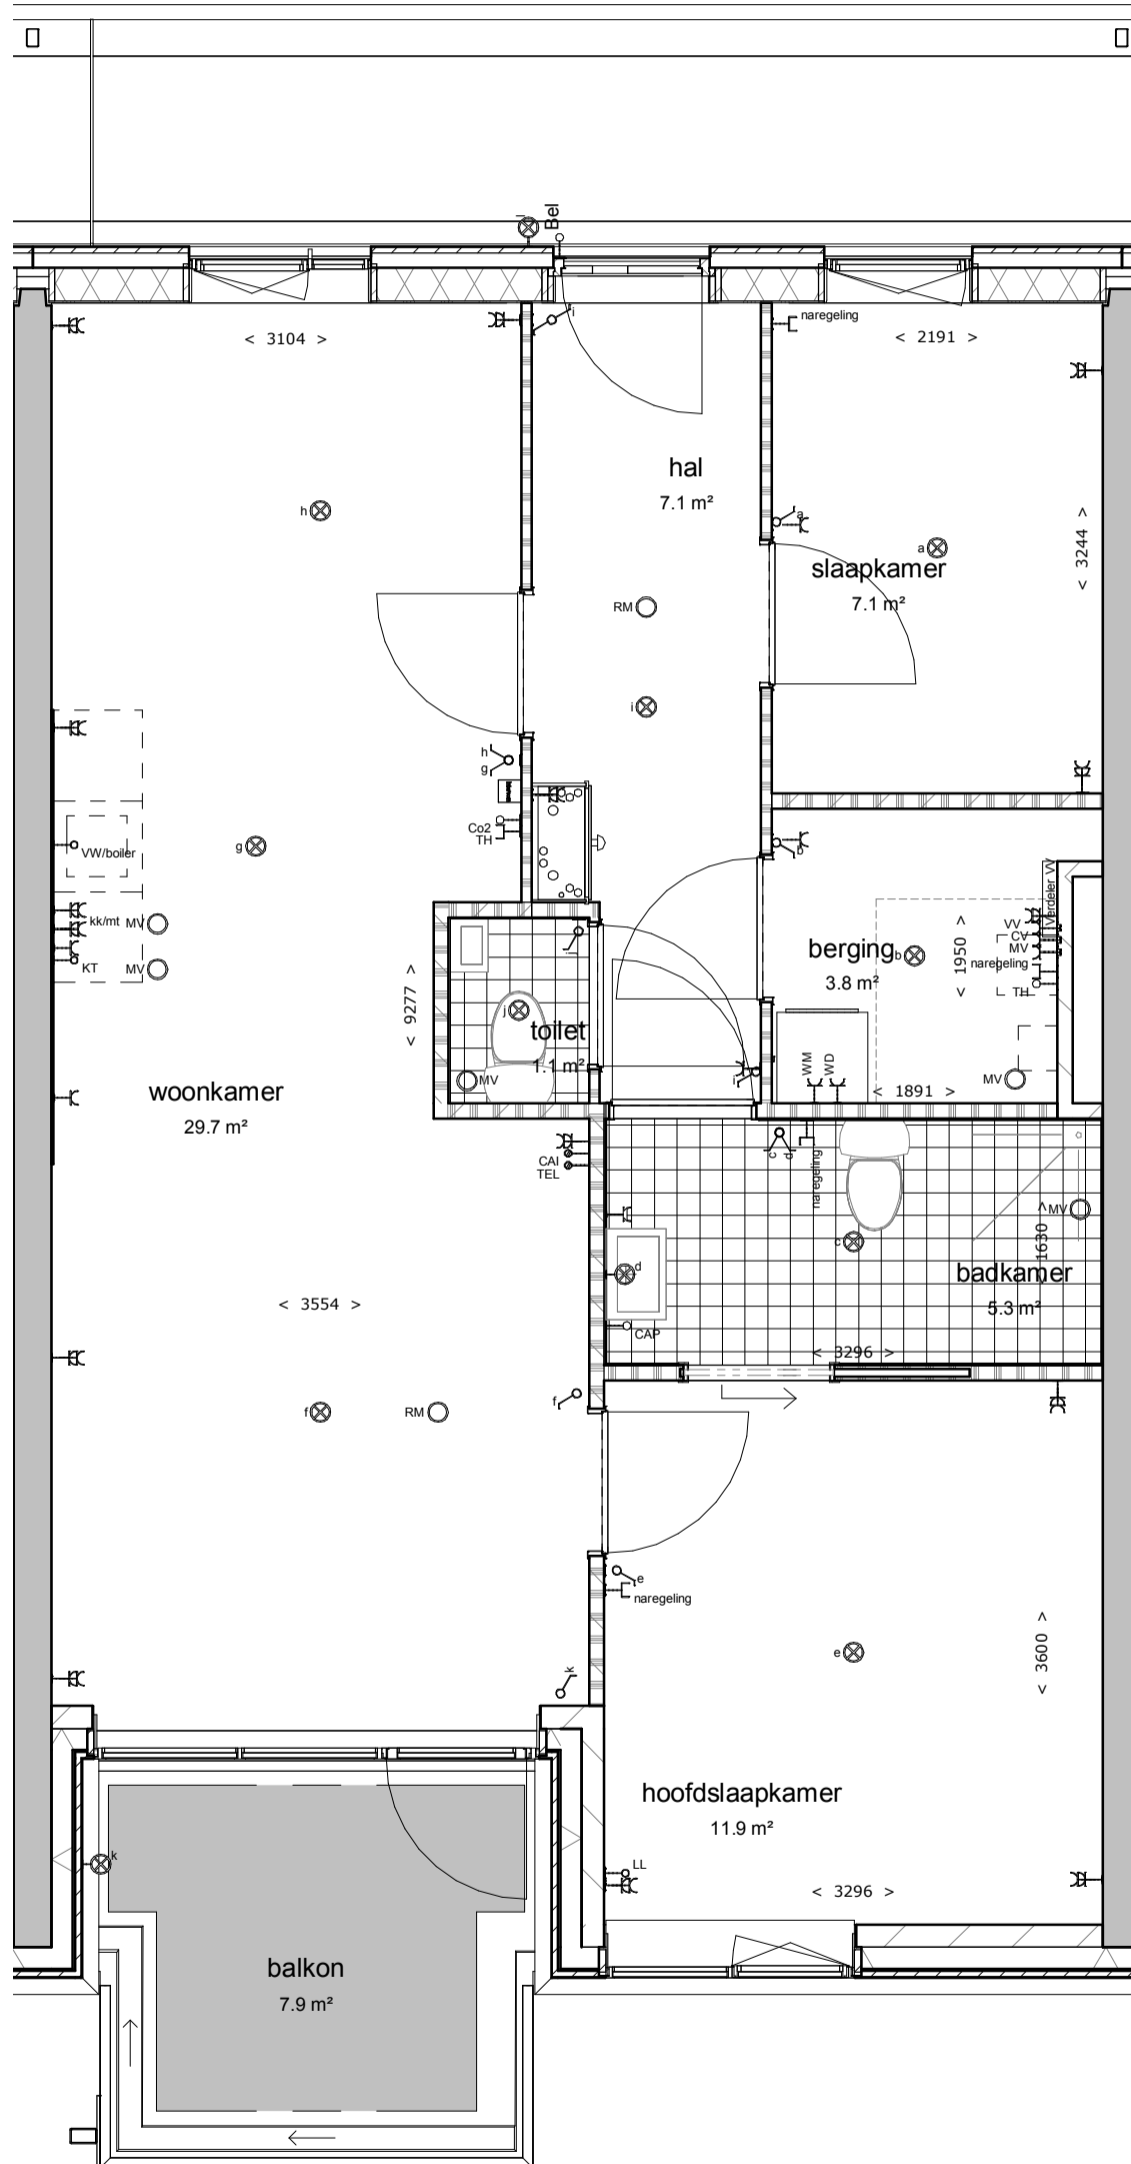 Bel
i
naregeling
< 3104 >
< 2191 >
hal
7.1 m²
h
a
a
< 3244 >
slaapkamer
7.1 m²
RM
i
h
g
Co2
TH
g
VW/boiler
b
Verdeler VV
kk/mt
MV
KT
MV
< 9277 >
j
toilet
1.1 m²
MV
berging
3.8 m²
b
< 1950 >
VV
CV
MV
naregeling
TH
WM
WD
MV
i
< 1891 >
woonkamer
29.7 m²
CAI
TEL
c
d
naregeling
MV
< 1630 >
c
d
badkamer
5.3 m²
CAP
< 3296 >
< 3554 >
f
f
RM
e
naregeling
e
< 3600 >
k
hoofdslaapkamer
11.9 m²
k
LL
< 3296 >
balkon
7.9 m²